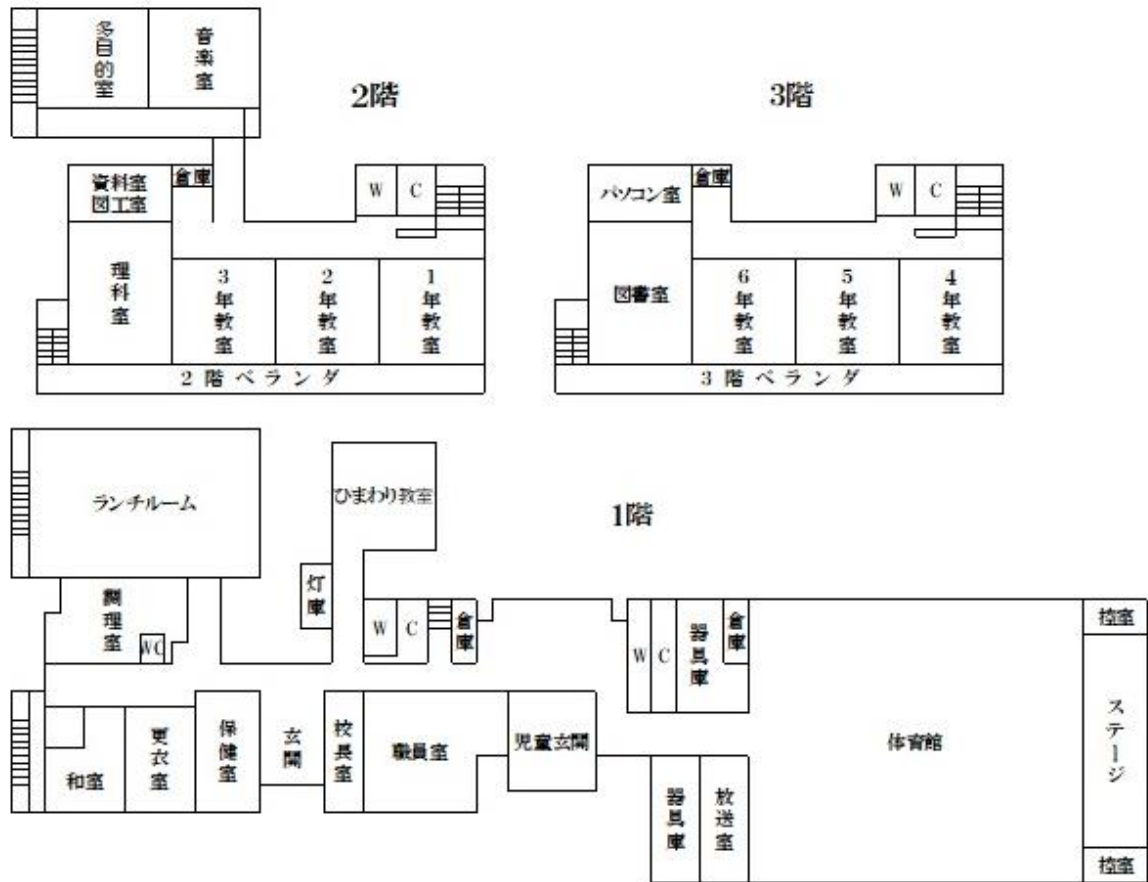 多目的室
音楽室
2階
3階
資料室
図工室
倉庫
W
C
理科室
3年教室
2年教室
1年教室
2階ベランダ
パソコン室
倉庫
W
C
図書室
6年教室
5年教室
4年教室
3階ベランダ
ランチルーム
ひまわり教室
1階
灯庫
調理室
WC
W
C
倉庫
W
C
器具庫
倉庫
控室
和室
更衣室
保健室
玄関
校長室
職員室
児童玄関
体育館
ステージ
器具庫
放送室
控室